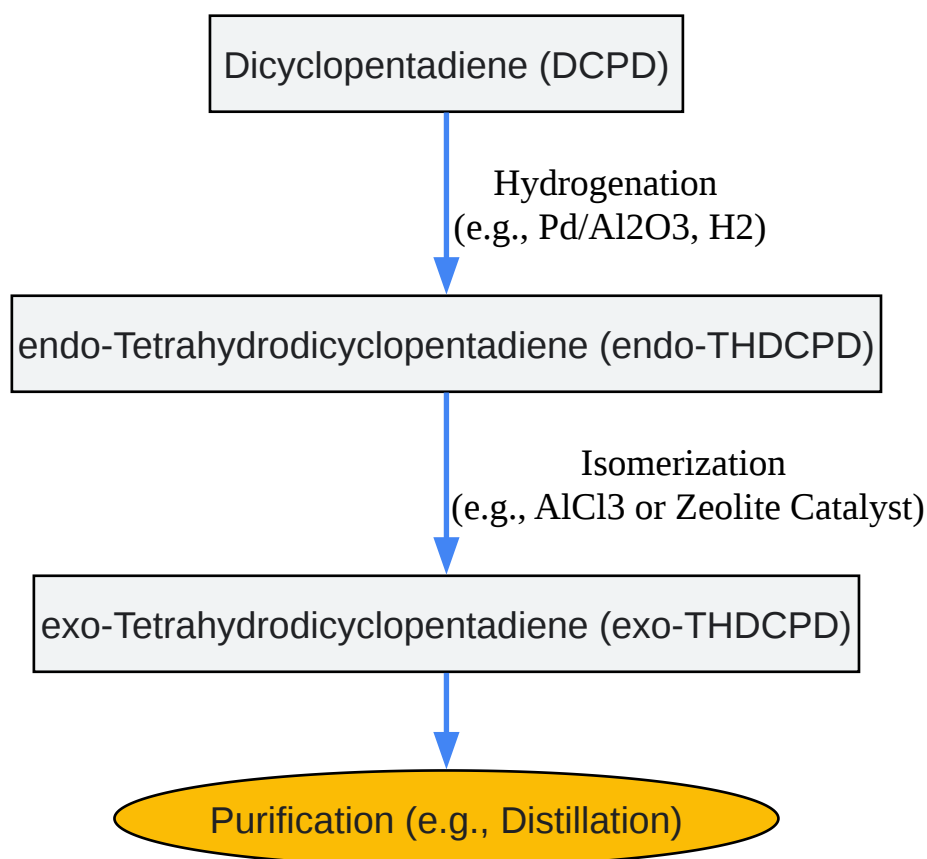 Dicyclopentadiene (DCPD)
Hydrogenation
(e.g., Pd/Al2O3, H2)
endo-Tetrahydrodicyclopentadiene (endo-THDCPD)
Isomerization
(e.g., AlCl3 or Zeolite Catalyst)
exo-Tetrahydrodicyclopentadiene (exo-THDCPD)
Purification (e.g., Distillation)